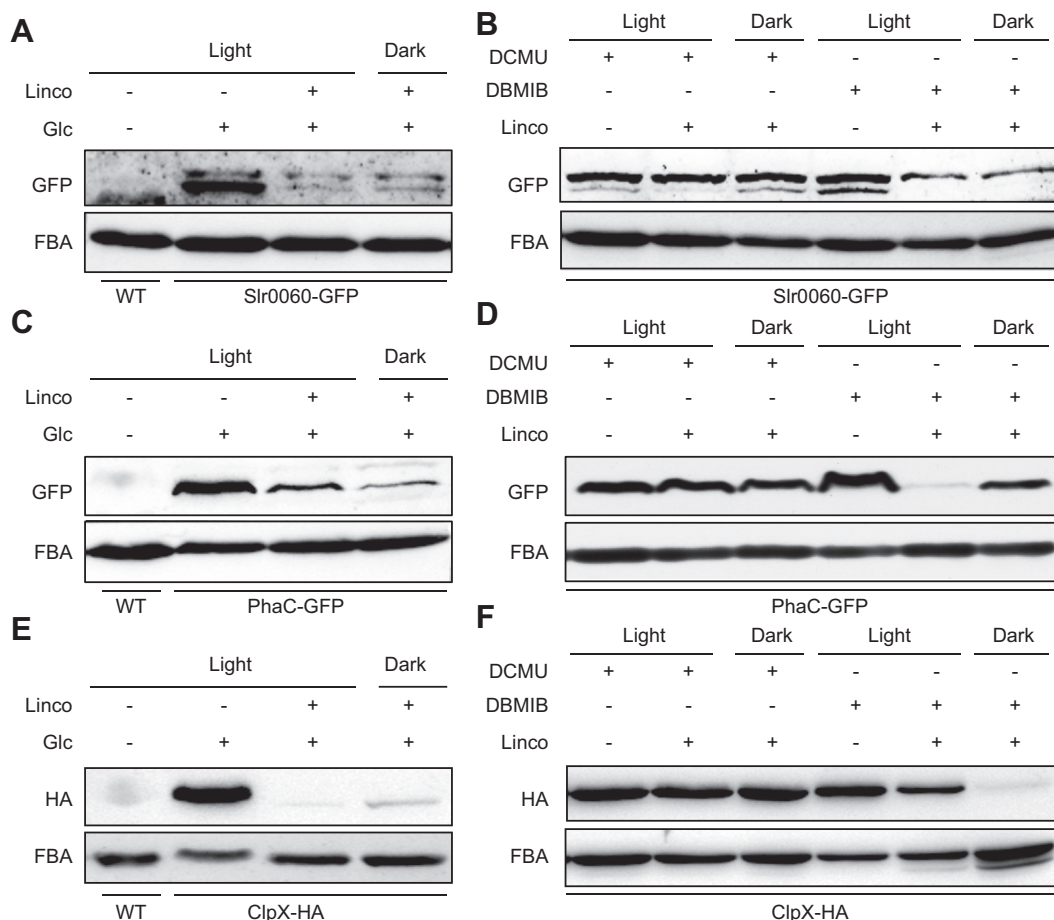 A
Light Dark
Linco - - + +
Glc - + + +
GFP
FBA
WT Slr0060-GFP
B
Light Dark Light Dark
DCMU + + + - - -
DBMIB - - - + + +
Linco - + + - + +
GFP
FBA
Slr0060-GFP
C
Light Dark
Linco - - + +
Glc - + + +
GFP
FBA
WT PhaC-GFP
D
Light Dark Light Dark
DCMU + + + - - -
DBMIB - - - + + +
Linco - + + - + +
GFP
FBA
PhaC-GFP
E
Light Dark
Linco - - + +
Glc - + + +
HA
FBA
WT ClpX-HA
F
Light Dark Light Dark
DCMU + + + - - -
DBMIB - - - + + +
Linco - + + - + +
HA
FBA
ClpX-HA